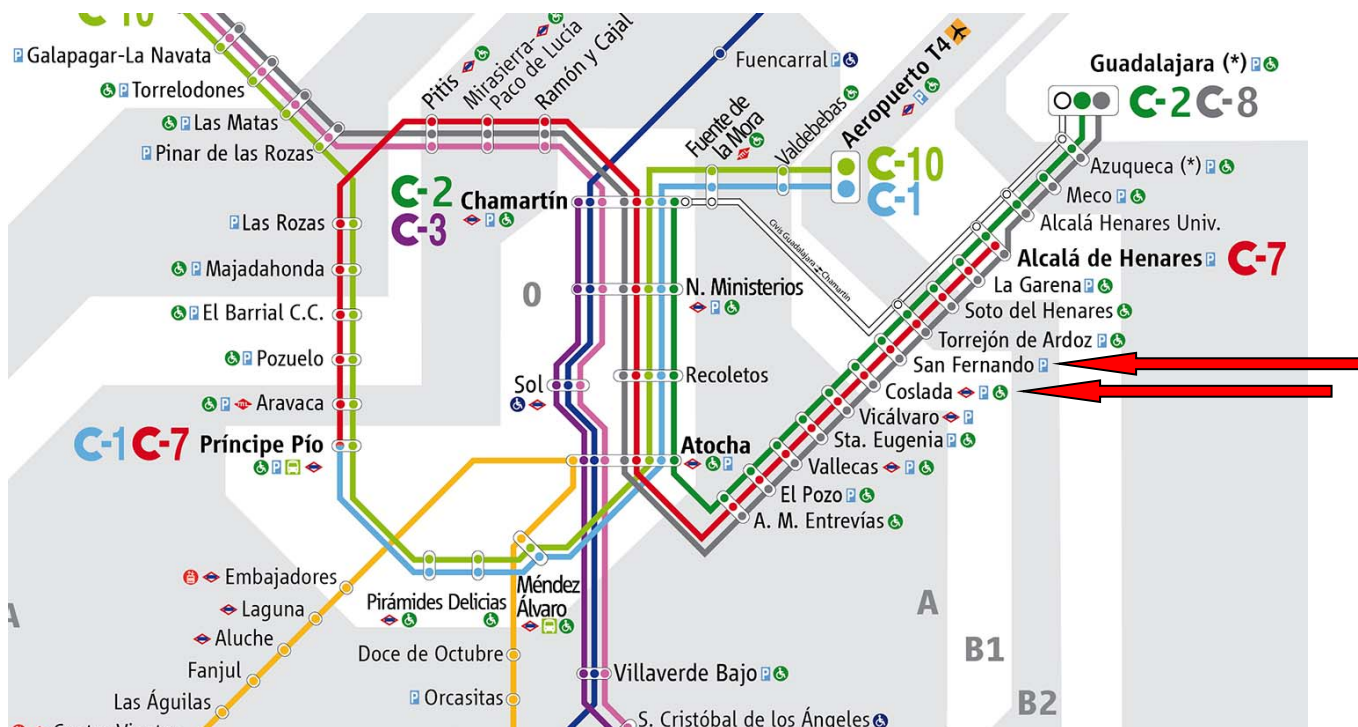 C-10
Galapagar-La Navata
Torrelodones
Las Matas
Pinar de las Rozas
Pitis
Mirasierra-
Paco de Lucía
Ramón y Cajal
Fuencarral
Fuente de
la Mora
Valdebebas
Aeropuerto T4
C-10
C-1
Guadalajara (*)
C-2 C-8
Azuqueca (*)
Meco
Alcalá Henares Univ.
Alcalá de Henares
C-7
La Garena
Soto del Henares
Torrejón de Ardoz
San Fernando
Coslada
Vicálvaro
Sta. Eugenia
Vallecas
El Pozo
A. M. Entrevías
Civis Guadalajara Chamartín
C-2
C-3
Chamartín
N. Ministerios
Recoletos
Sol
Atocha
0
Las Rozas
Majadahonda
El Barrial C.C.
Pozuelo
Aravaca
C-1 C-7 Príncipe Pío
Embajadores
Laguna
Aluche
Fanjul
Las Águilas
Pirámides
Delicias
Méndez
Álvaro
Doce de Octubre
Orcasitas
Villaverde Bajo
S. Cristóbal de los Ángeles
A
A
B1
B2